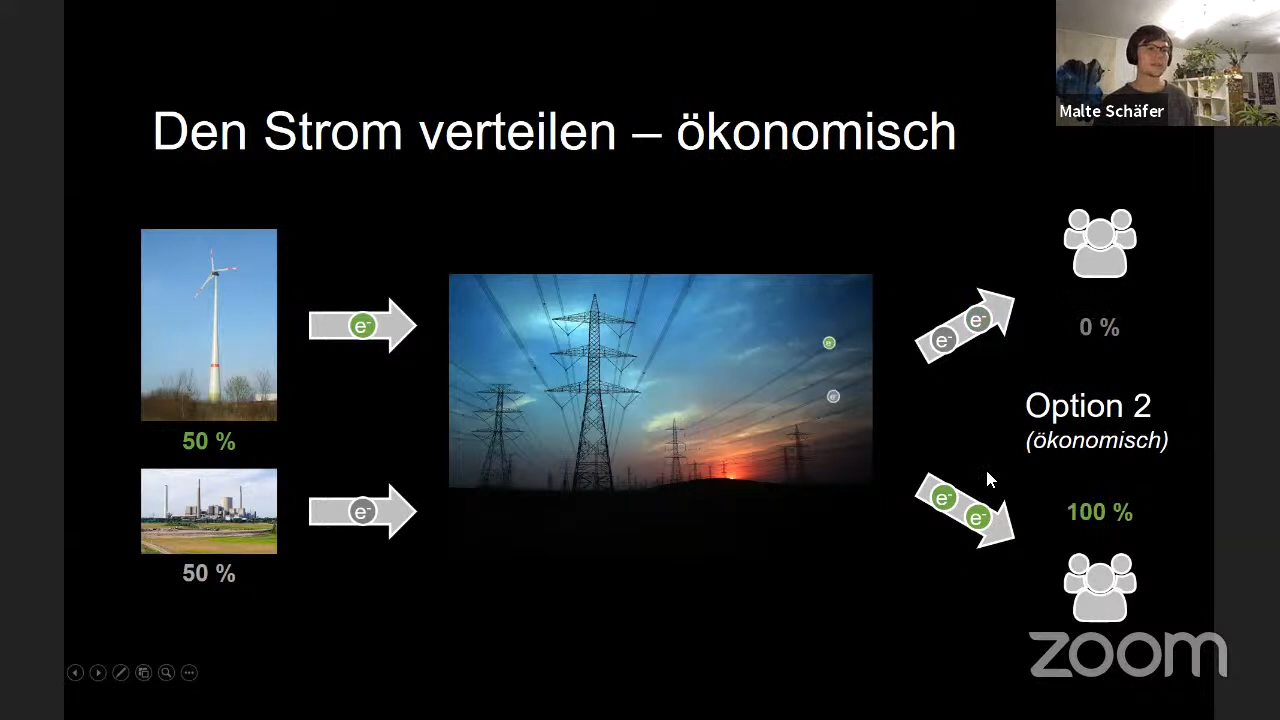 Malte Schäfer
Den Strom verteilen – ökonomisch
50 %
50 %
e-
e-
e
e
e- e-
e- e-
0 %
Option 2
(ökonomisch)
100 %
zoom